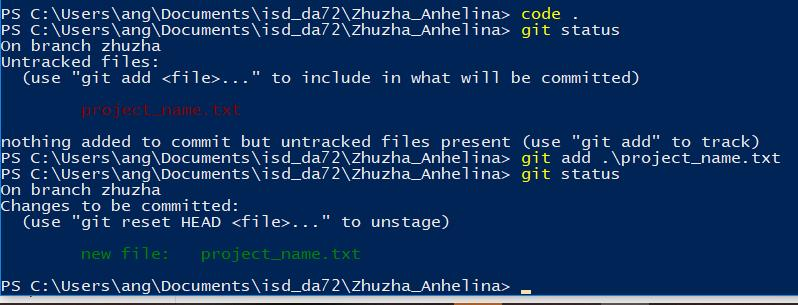 PS C:\Users\ang\Documents\isd_da72\Zhuzha_Anhelina> code .
PS C:\Users\ang\Documents\isd_da72\Zhuzha_Anhelina> git status
On branch zhuzha
Untracked files:
  (use "git add <file>..." to include in what will be committed)
        project_name.txt
nothing added to commit but untracked files present (use "git add" to track)
PS C:\Users\ang\Documents\isd_da72\Zhuzha_Anhelina> git add .\project_name.txt
PS C:\Users\ang\Documents\isd_da72\Zhuzha_Anhelina> git status
On branch zhuzha
Changes to be committed:
  (use "git reset HEAD <file>..." to unstage)
        new file:   project_name.txt
PS C:\Users\ang\Documents\isd_da72\Zhuzha_Anhelina>